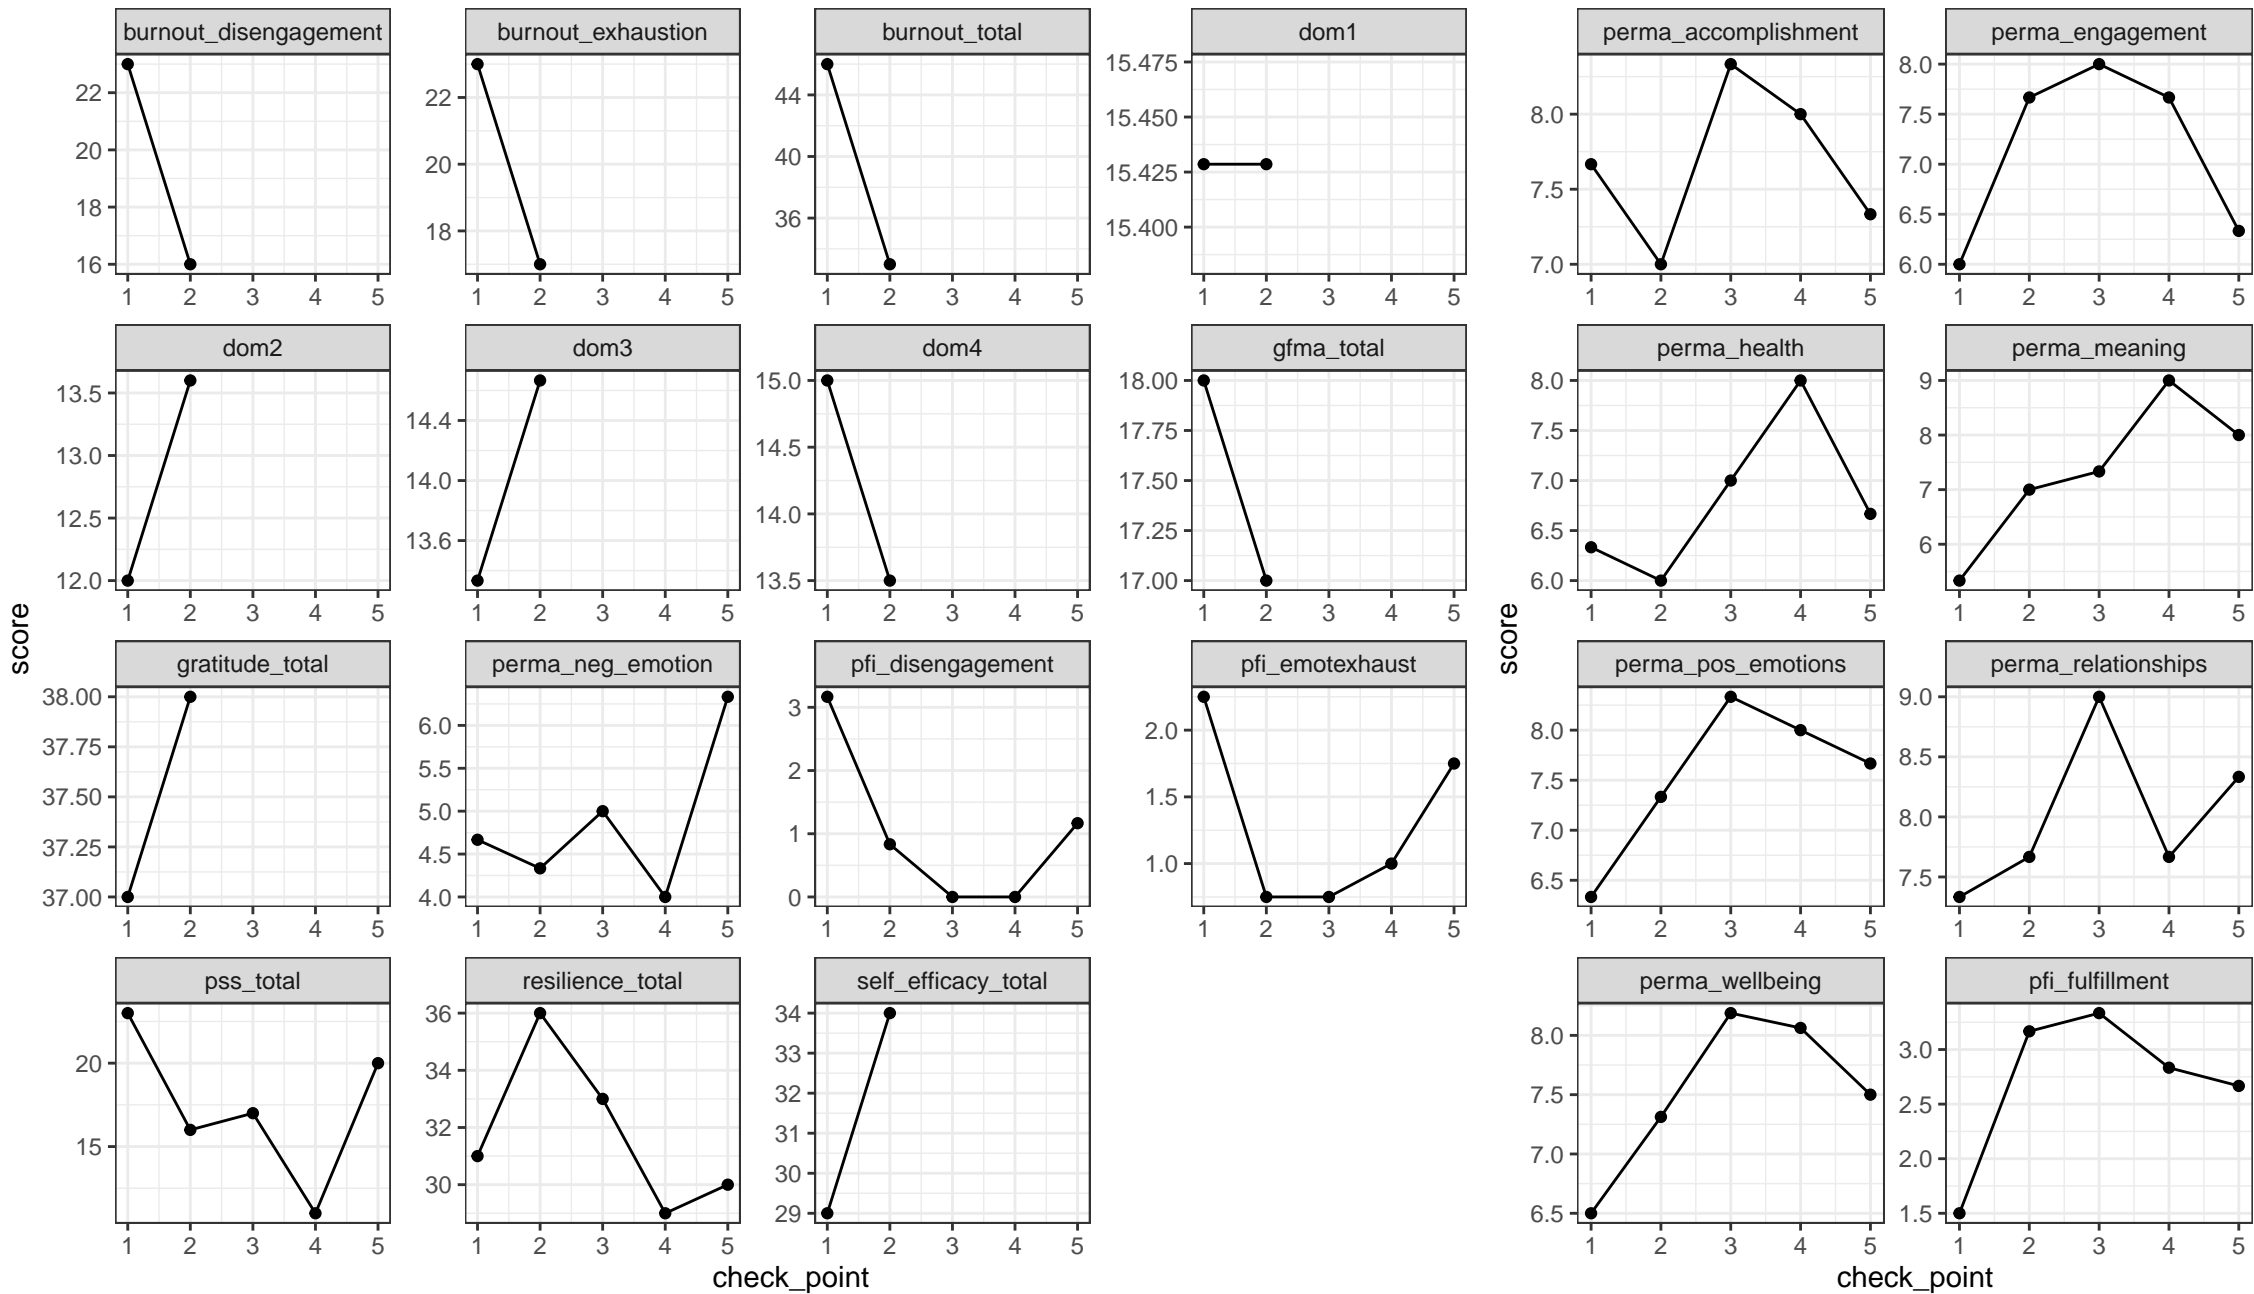 burnout_disengagement
22
20
18
16
1 2 3 4 5
burnout_exhaustion
22
20
18
1 2 3 4 5
burnout_total
44
40
36
1 2 3 4 5
dom1
15.475
15.450
15.425
15.400
1 2 3 4 5
dom2
13.5
13.0
12.5
12.0
1 2 3 4 5
dom3
14.4
14.0
13.6
1 2 3 4 5
dom4
15.0
14.5
14.0
13.5
1 2 3 4 5
gfma_total
18.00
17.75
17.50
17.25
17.00
1 2 3 4 5
score
gratitude_total
38.00
37.75
37.50
37.25
37.00
1 2 3 4 5
perma_neg_emotion
6.0
5.5
5.0
4.5
4.0
1 2 3 4 5
pfi_disengagement
3
2
1
0
1 2 3 4 5
pfi_emotexhaust
2.0
1.5
1.0
1 2 3 4 5
pss_total
20
15
1 2 3 4 5
resilience_total
36
34
32
30
1 2 3 4 5
self_efficacy_total
34
33
32
31
30
29
1 2 3 4 5
check_point
perma_accomplishment
8.0
7.5
7.0
1 2 3 4 5
perma_engagement
8.0
7.5
7.0
6.5
6.0
1 2 3 4 5
perma_health
8.0
7.5
7.0
6.5
6.0
1 2 3 4 5
perma_meaning
9
8
7
6
1 2 3 4 5
score
perma_pos_emotions
8.0
7.5
7.0
6.5
1 2 3 4 5
perma_relationships
9.0
8.5
8.0
7.5
1 2 3 4 5
perma_wellbeing
8.0
7.5
7.0
6.5
1 2 3 4 5
pfi_fulfillment
3.0
2.5
2.0
1.5
1 2 3 4 5
check_point